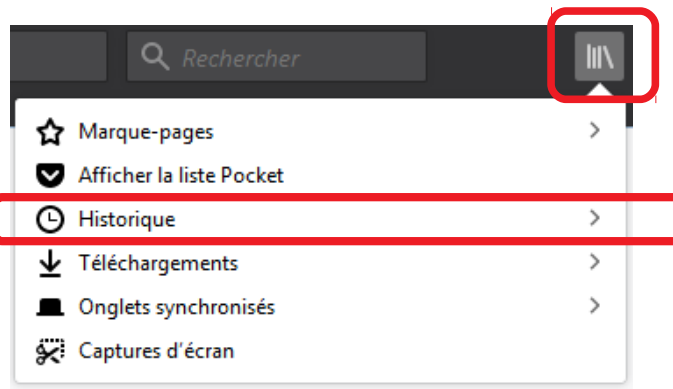 Rechercher
Marque-pages
Afficher la liste Pocket
Historique
Téléchargements
Onglets synchronisés
Captures d'écran